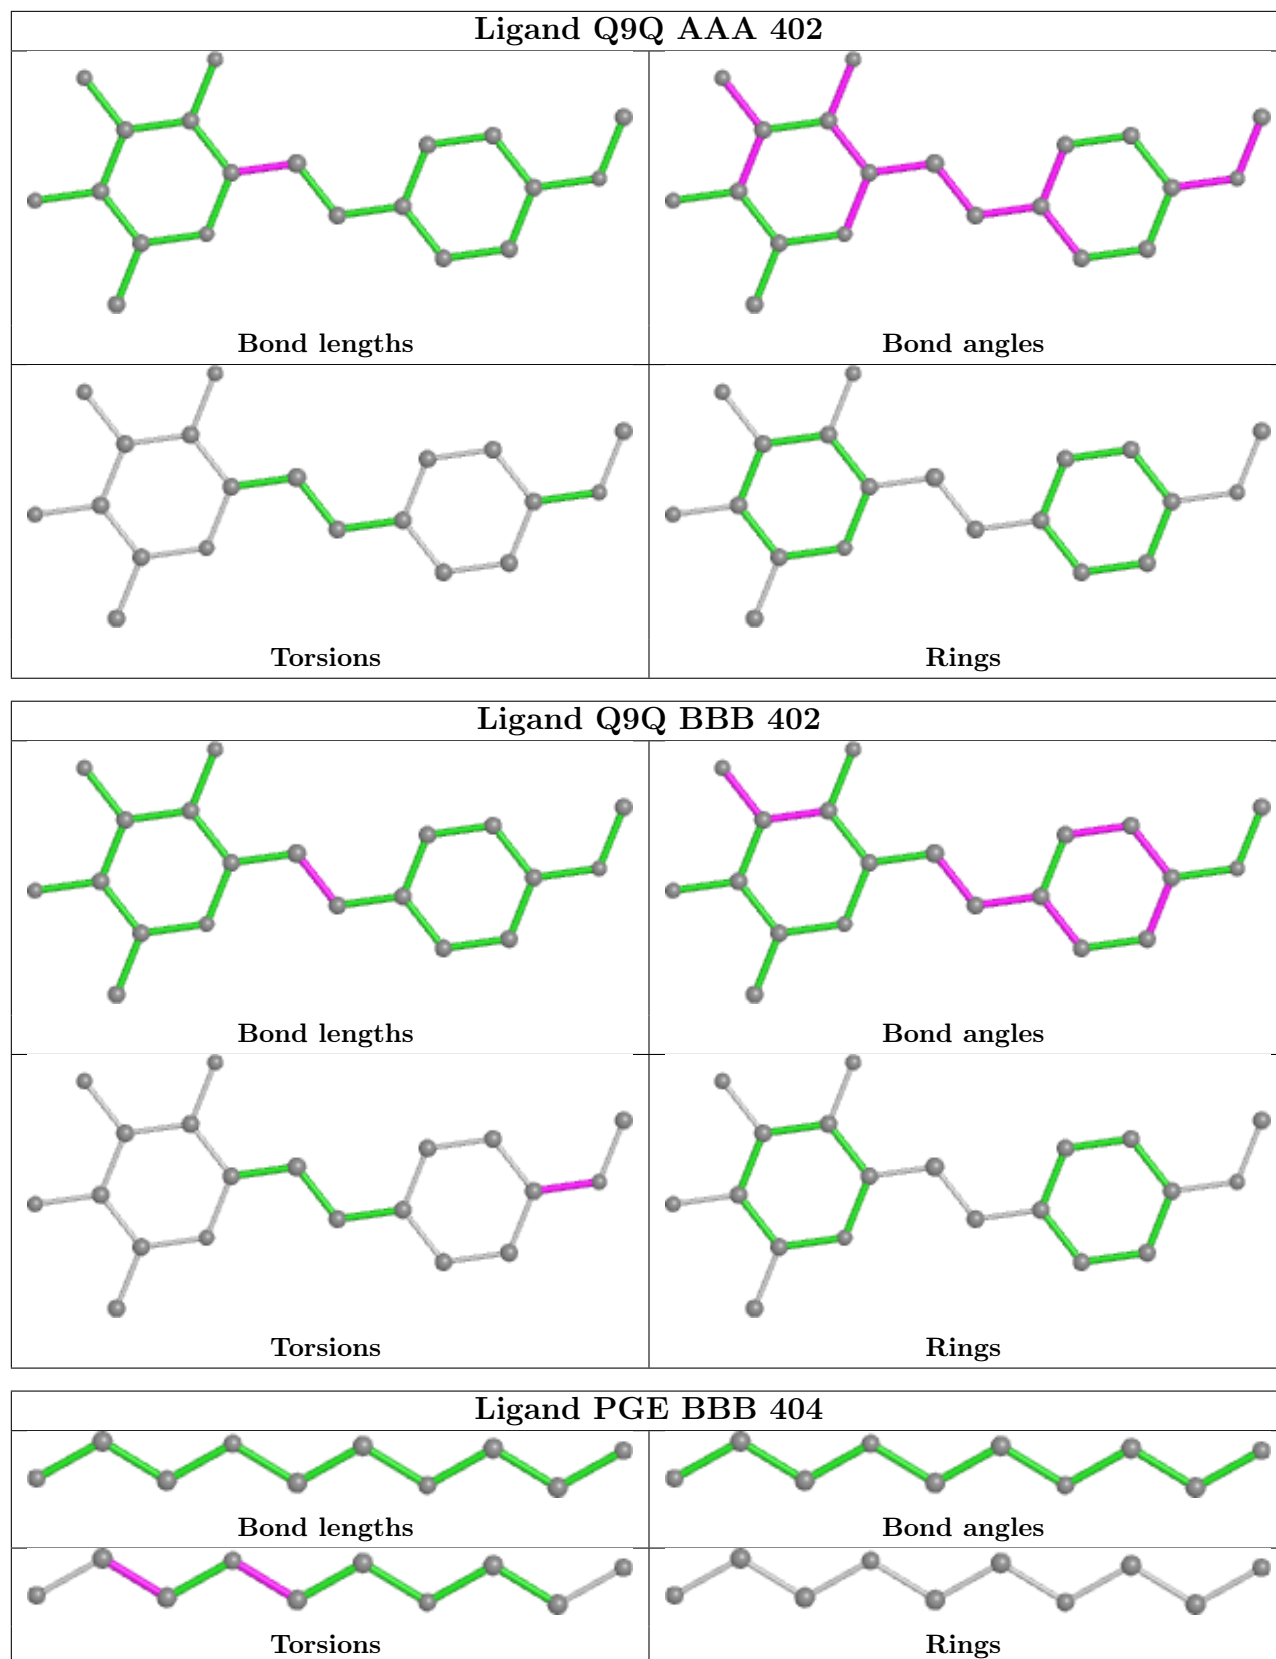 Ligand Q9Q AAA 402
Bond lengths
Bond angles
Torsions
Rings
Ligand Q9Q BBB 402
Bond lengths
Bond angles
Torsions
Rings
Ligand PGE BBB 404
Bond lengths
Bond angles
Torsions
Rings